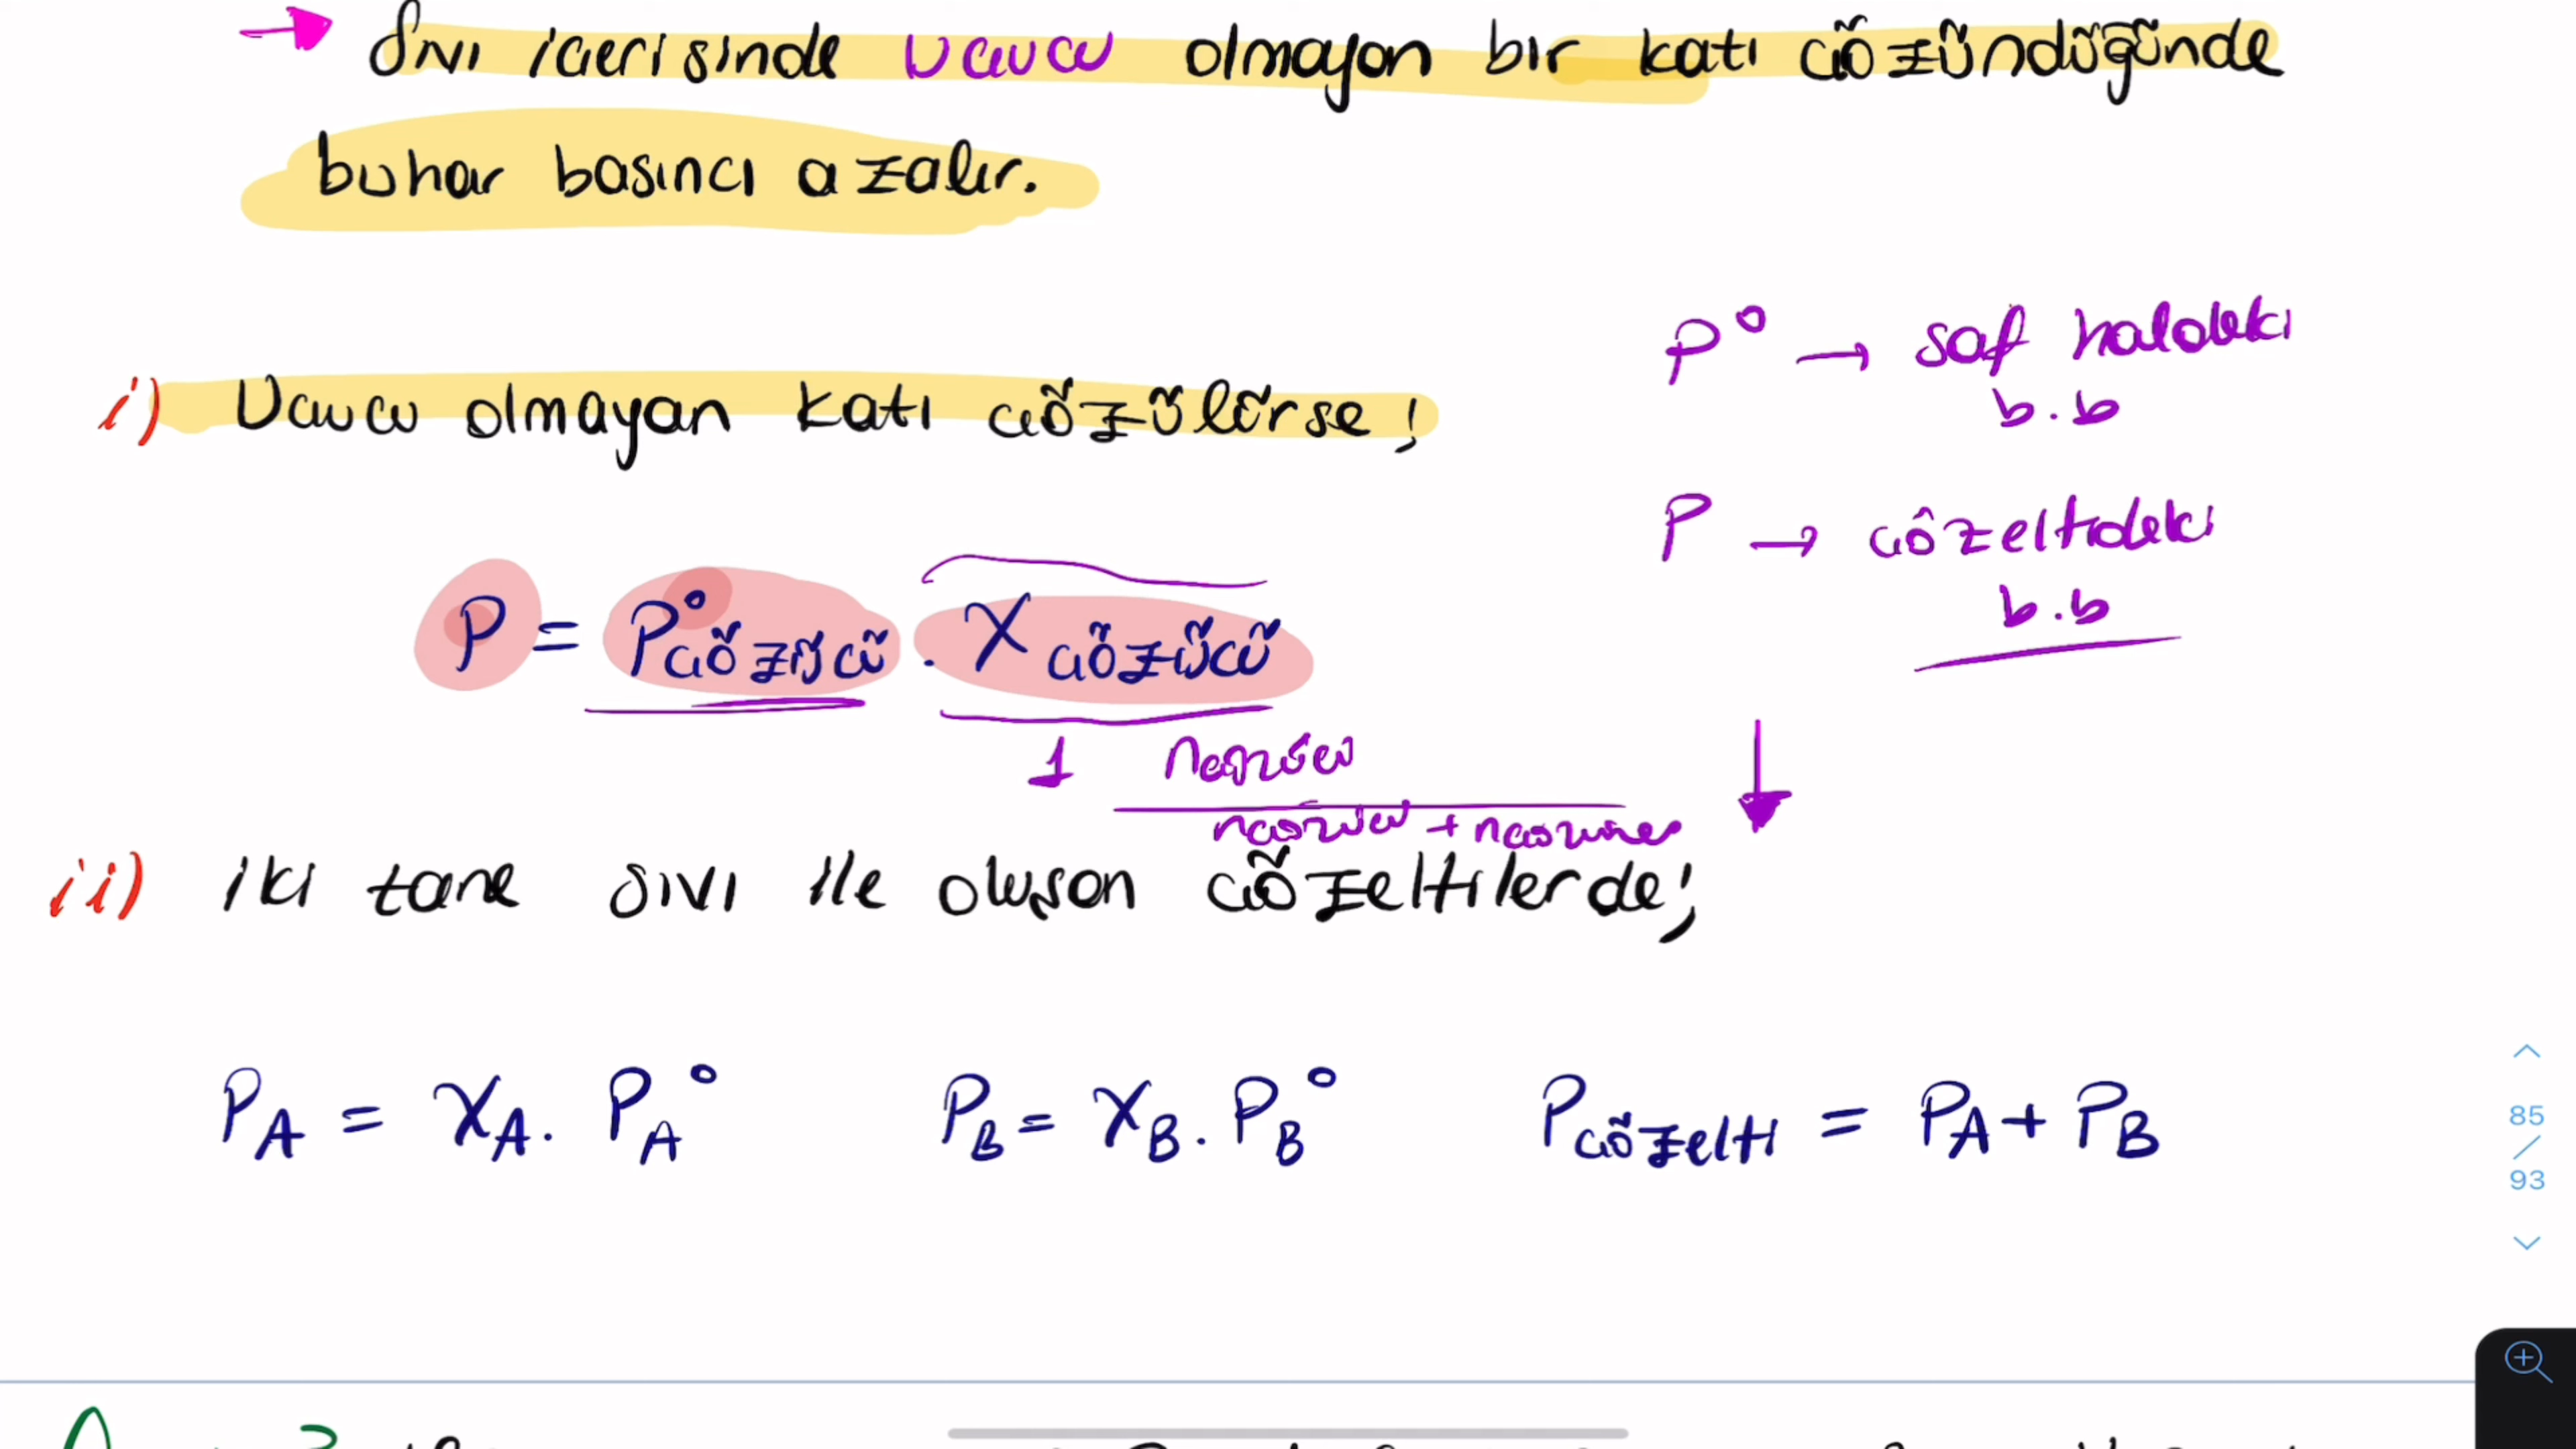 Sıvı içerisinde uçucu olmayan bir katı çözündüğünde
buhar basıncı azalır.
P° → saf haldeki
b.b
i) Uçucu olmayan katı çözülürse;
P → çözeltideki
b.b
P = P°çözücü . Xçözücü
1 nçözücü
nçözücü + nçözünen
ii) iki tane sıvı ile oluşan çözeltilerde;
PA = XA. PA° PB = XB. PB° Pçözelti = PA + PB
85
/
93